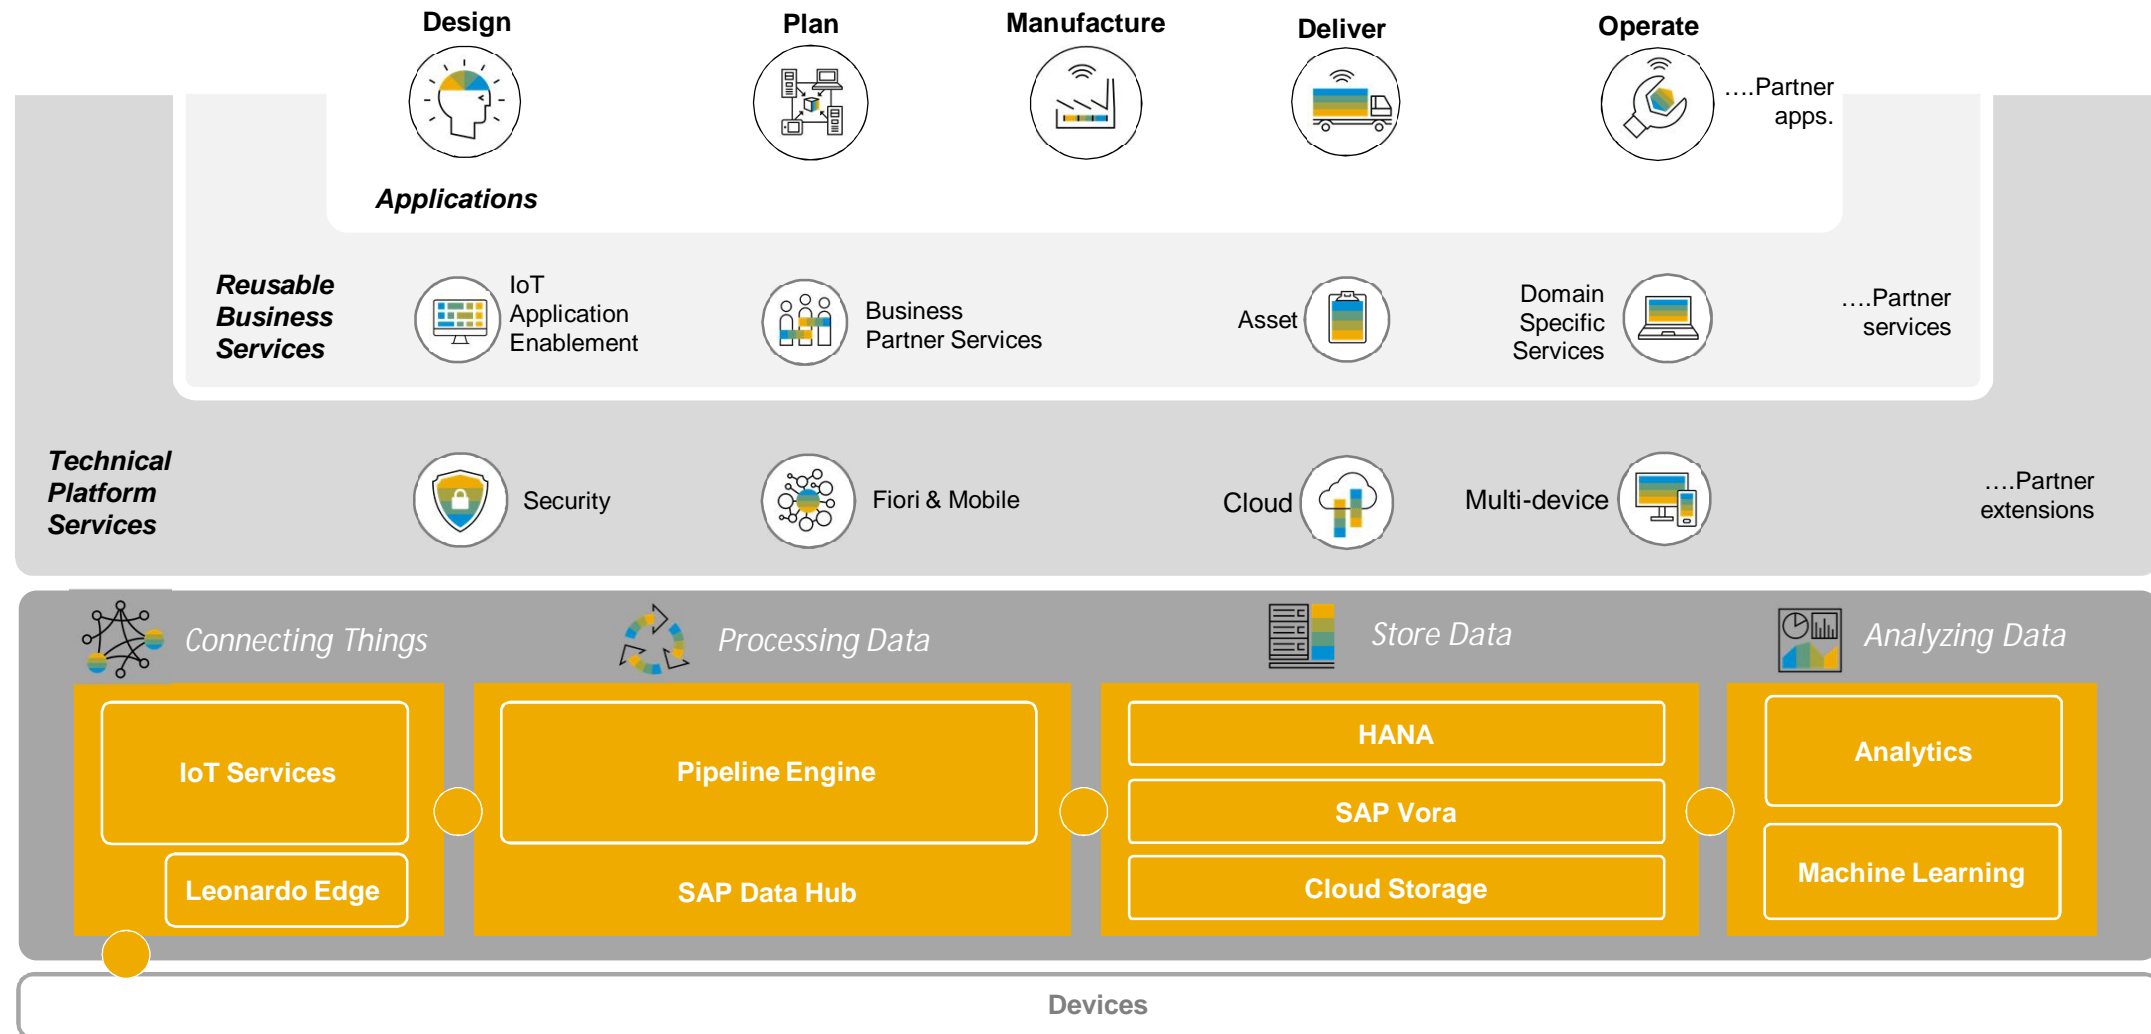 Design
Plan
Manufacture
Deliver
Operate
….Partner
apps.
Applications
Reusable
Business
Services
IoT
Application
Enablement
Business
Partner Services
Asset
Domain
Specific
Services
….Partner
services
Technical
Platform
Services
Security
Fiori & Mobile
Cloud
Multi-device
….Partner
extensions
Connecting Things
Processing Data
Store Data
Analyzing Data
IoT Services
Leonardo Edge
Pipeline Engine
SAP Data Hub
HANA
SAP Vora
Cloud Storage
Analytics
Machine Learning
Devices